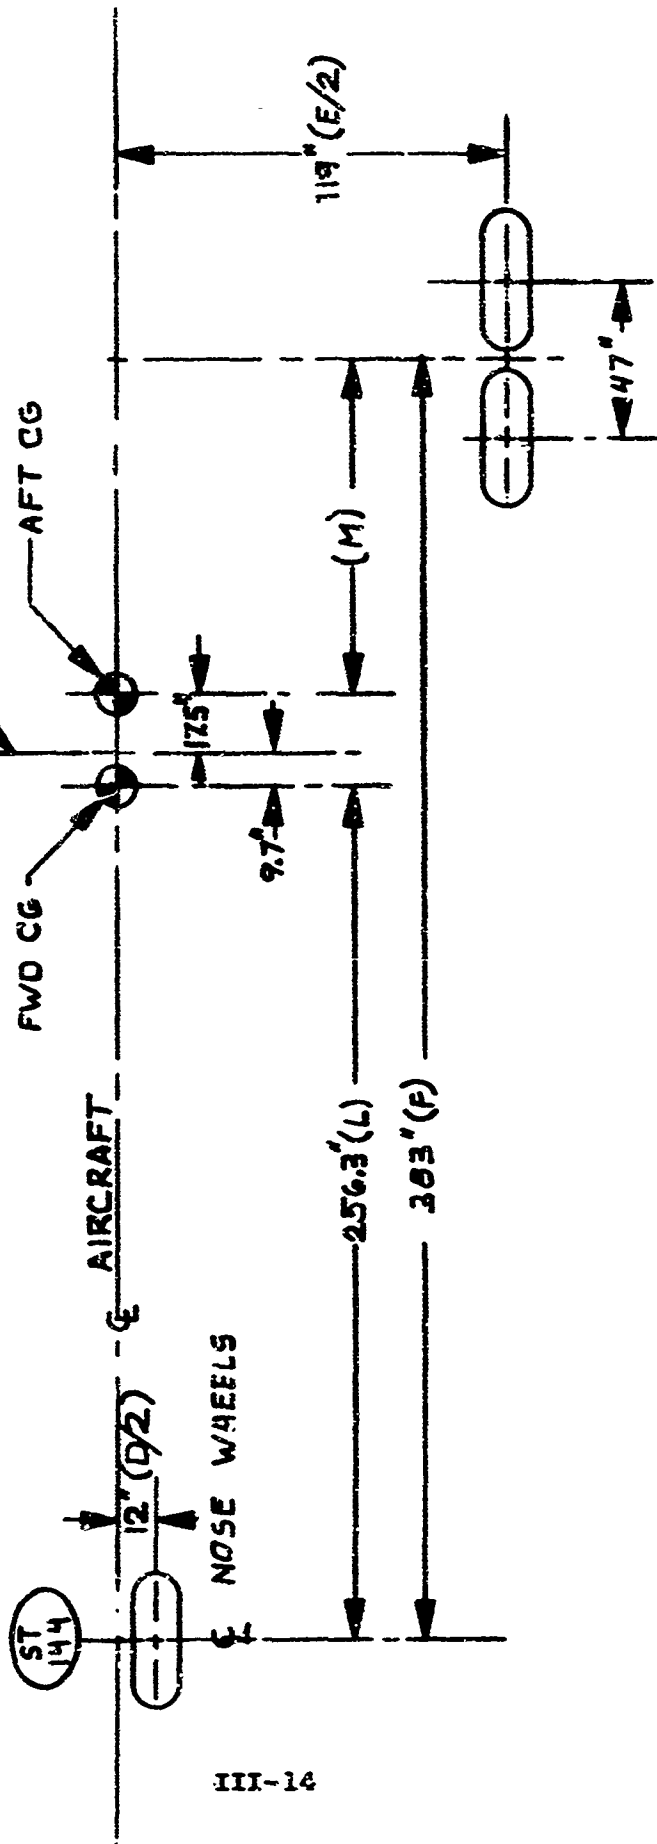 AFT CG
FWD CG
119" (E/2)
47"
(M)
17.5"
9.7"
256.3" (L)
383" (F)
℄ AIRCRAFT
12" (D/2)
℄ NOSE WHEELS
ST
144
III-14